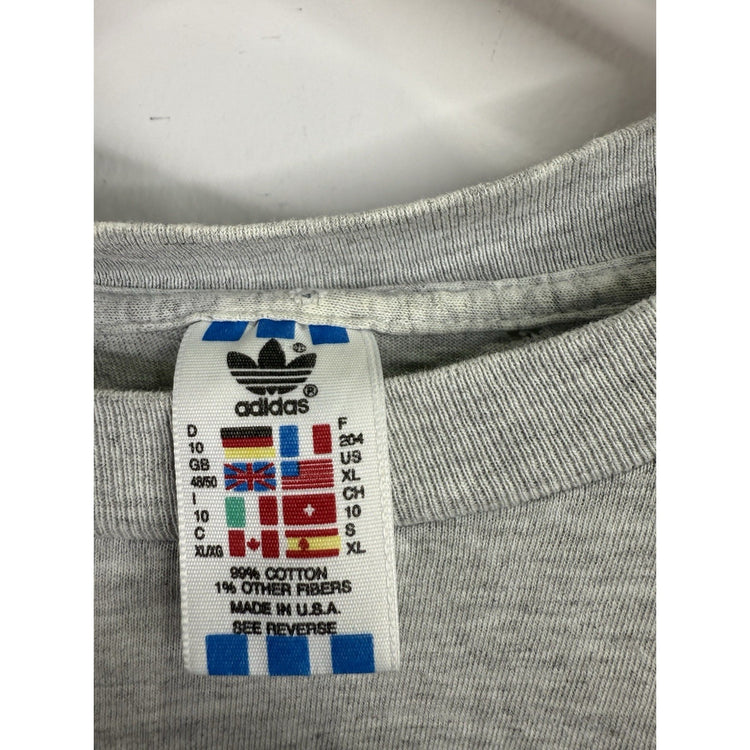 adidas ®
D
10
GB
48/50
I
10
C
XL/XG
F
204
US
XL
CH
10
S
XL
99% COTTON
1% OTHER FIBERS
MADE IN U.S.A.
SEE REVERSE